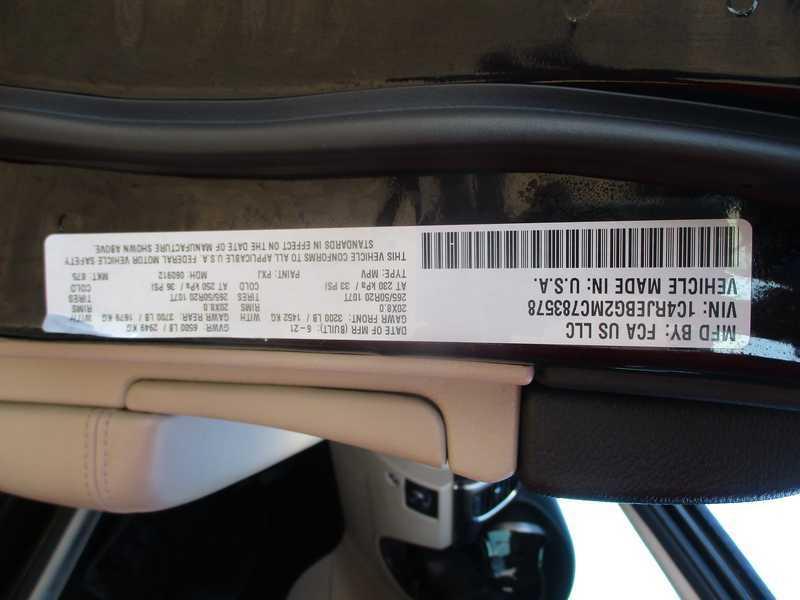 MFD BY: FCA US LLC
DATE OF MFR (BUILT): 6-21
GVWR: 6500 LB / 2949 KG
GAWR FRONT: 3200 LB / 1452 KG WITH
GAWR REAR: 3700 LB / 1679 KG WITH
20X8.0 RIMS
20X8.0 RIMS
265/50R20 107T TIRES
265/50R20 107T TIRES
AT 230 kPa / 33 PSI COLD
AT 250 kPa / 36 PSI COLD
VIN: 1C4RJEBG2MC783578
TYPE: MPV
PAINT: PXJ
MDH: 060912
MKT: 675
VEHICLE MADE IN: U.S.A.
THIS VEHICLE CONFORMS TO ALL APPLICABLE U.S.A. FEDERAL MOTOR VEHICLE SAFETY
STANDARDS IN EFFECT ON THE DATE OF MANUFACTURE SHOWN ABOVE.